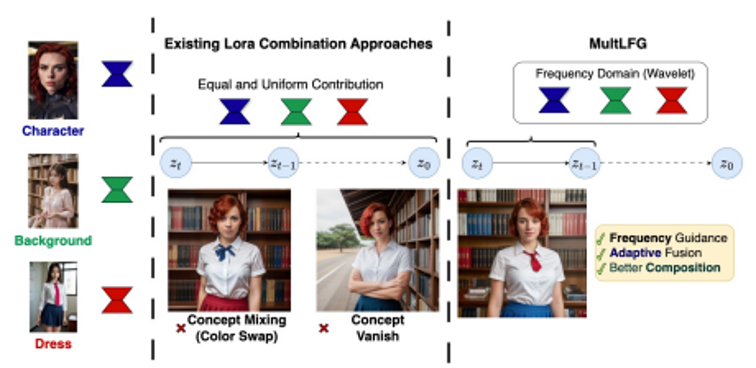 Existing Lora Combination Approaches
MultLFG
Equal and Uniform Contribution
Frequency Domain (Wavelet)
Character
Background
Dress
z_t
z_{t-1}
z_0
z_t
z_{t-1}
z_0
Concept Mixing
(Color Swap)
Concept
Vanish
Frequency Guidance
Adaptive Fusion
Better Composition